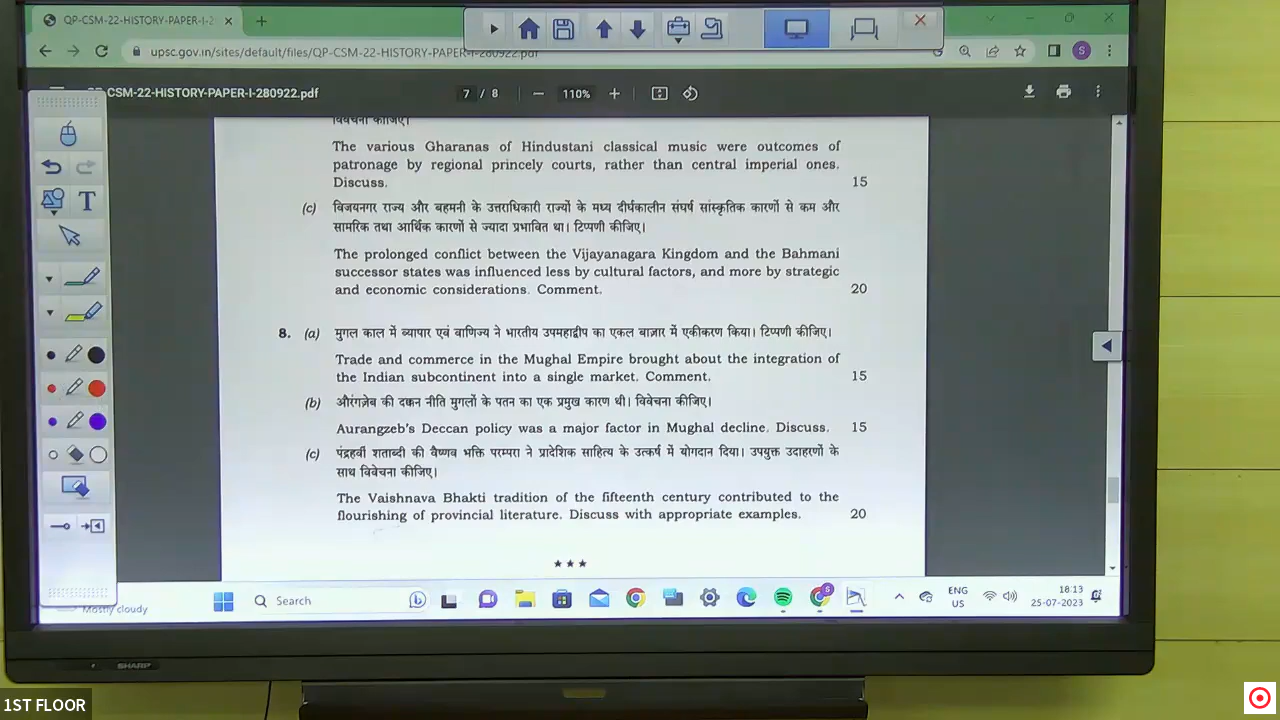 QP-CSM-22-HISTORY-PAPER-I-2
upsc.gov.in/sites/default/files/QP-CSM-22-HISTORY-PAPER-I-280922.pdf
S
CSM-22-HISTORY-PAPER-I-280922.pdf
7 / 8
110%
विवेचना कीजिए।
The various Gharanas of Hindustani classical music were outcomes of
patronage by regional princely courts, rather than central imperial ones.
Discuss. 15
(c) विजयनगर राज्य और बहमनी के उत्तराधिकारी राज्यों के मध्य दीर्घकालीन संघर्ष सांस्कृतिक कारणों से कम और
सामरिक तथा आर्थिक कारणों से ज्यादा प्रभावित था। टिप्पणी कीजिए।
The prolonged conflict between the Vijayanagara Kingdom and the Bahmani
successor states was influenced less by cultural factors, and more by strategic
and economic considerations. Comment. 20
8. (a) मुग़ल काल में व्यापार एवं वाणिज्य ने भारतीय उपमहाद्वीप का एकल बाज़ार में एकीकरण किया। टिप्पणी कीजिए।
Trade and commerce in the Mughal Empire brought about the integration of
the Indian subcontinent into a single market. Comment. 15
(b) औरंगज़ेब की दक्कन नीति मुग़लों के पतन का एक प्रमुख कारण थी। विवेचना कीजिए।
Aurangzeb's Deccan policy was a major factor in Mughal decline. Discuss. 15
(c) पंद्रहवीं शताब्दी की वैष्णव भक्ति परम्परा ने प्रादेशिक साहित्य के उत्कर्ष में योगदान दिया। उपयुक्त उदाहरणों के
साथ विवेचना कीजिए।
The Vaishnava Bhakti tradition of the fifteenth century contributed to the
flourishing of provincial literature. Discuss with appropriate examples. 20
★★★
T
Mostly cloudy
Search
S
ENG
US
18:13
25-07-2023
SHARP
1ST FLOOR